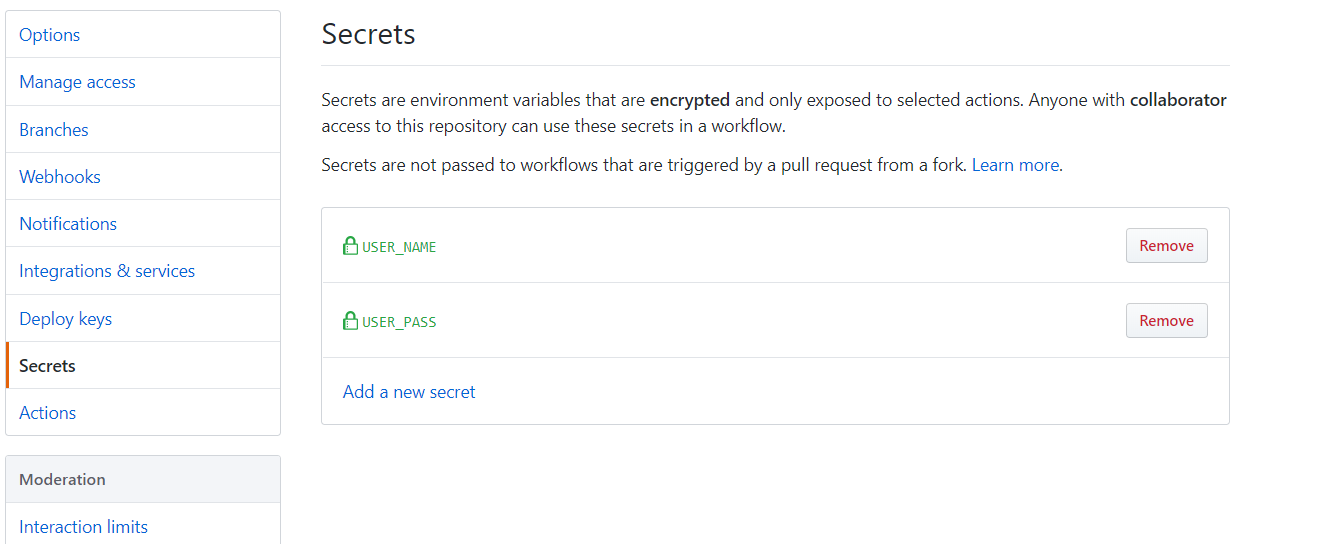 Options
Manage access
Branches
Webhooks
Notifications
Integrations & services
Deploy keys
Secrets
Actions
Moderation
Interaction limits
Secrets
Secrets are environment variables that are encrypted and only exposed to selected actions. Anyone with collaborator
access to this repository can use these secrets in a workflow.
Secrets are not passed to workflows that are triggered by a pull request from a fork. Learn more.
USER_NAME
Remove
USER_PASS
Remove
Add a new secret